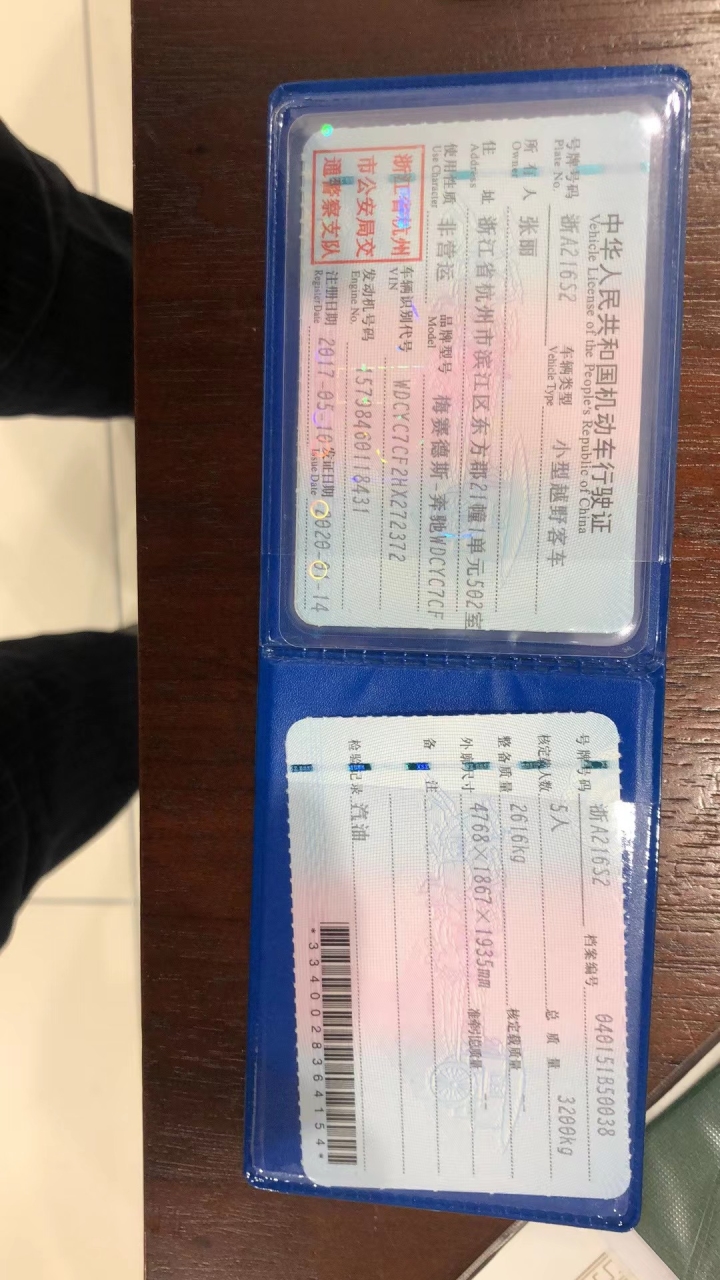 中华人民共和国机动车行驶证
Vehicle License of the People's Republic of China
号牌号码 浙A216S2 车辆类型 小型越野客车
Plate No. Vehicle Type
所有人 张丽
Owner
住址 浙江省杭州市滨江区东方郡21幢1单元502室
Address
使用性质 非营运 品牌型号 梅赛德斯-奔驰WDCYC7CF
Use Character Model
浙江省杭州
市公安局交
通警察支队
车辆识别代号 WDCYC7CF2HX272372
VIN
发动机号码 15798460118431
Engine No.
注册日期 2017-05-10 发证日期 2020-01-14
Register Date Issue Date
号牌号码 浙A216S2 档案编号 040151B50038
核定载人数 5人 总质量 3200kg
整备质量 2616kg 核定载质量 --
外廓尺寸 4768×1867×1935mm 准牵引总质量 --
备注
检验记录 汽油
*3340028364154*